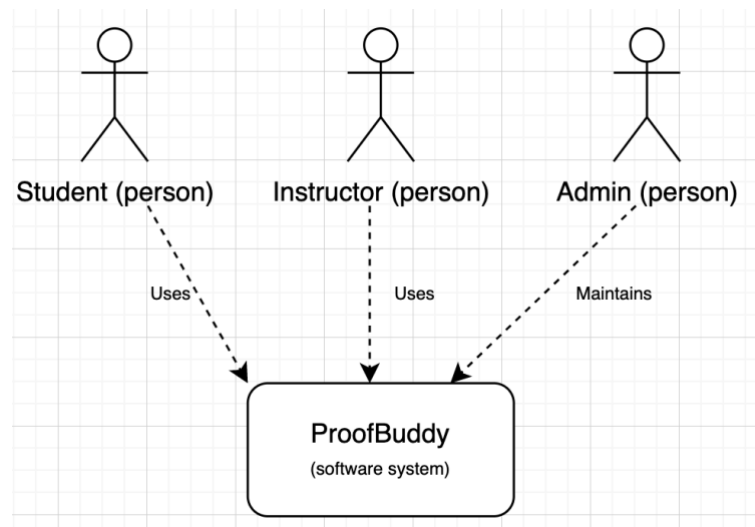 Student (person)
Instructor (person)
Admin (person)
Uses
Uses
Maintains
ProofBuddy
(software system)